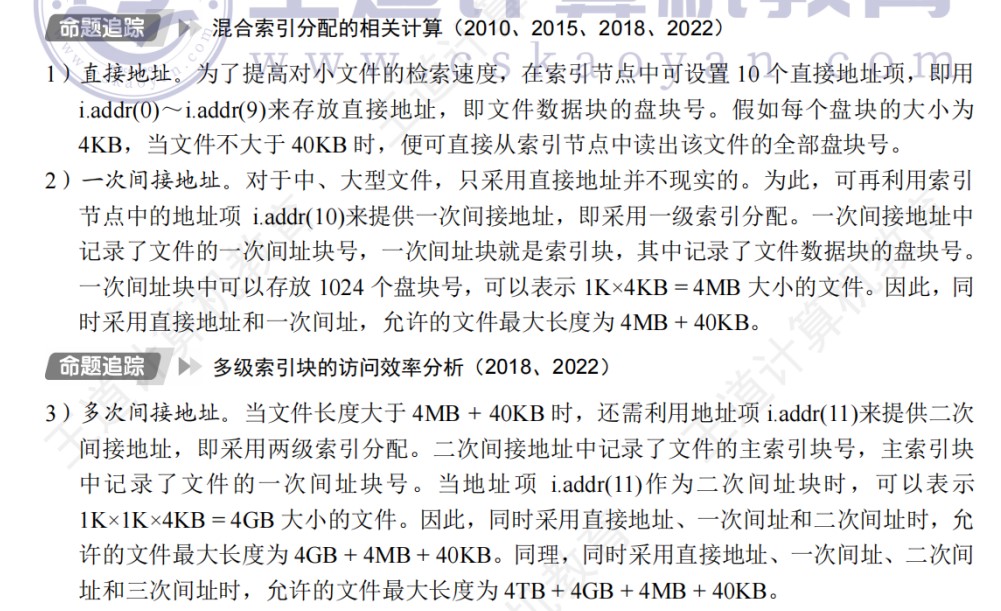 王道计算机教育
www.cskaoyan.com
命题追踪 混合索引分配的相关计算（2010、2015、2018、2022）
1）直接地址。为了提高对小文件的检索速度，在索引节点中可设置 10 个直接地址项，即用
i.addr(0)～i.addr(9)来存放直接地址，即文件数据块的盘块号。假如每个盘块的大小为
4KB，当文件不大于 40KB 时，便可直接从索引节点中读出该文件的全部盘块号。
2）一次间接地址。对于中、大型文件，只采用直接地址并不现实的。为此，可再利用索引
节点中的地址项 i.addr(10)来提供一次间接地址，即采用一级索引分配。一次间接地址中
记录了文件的一次间址块号，一次间址块就是索引块，其中记录了文件数据块的盘块号。
一次间址块中可以存放 1024 个盘块号，可以表示 1K×4KB = 4MB 大小的文件。因此，同
时采用直接地址和一次间址，允许的文件最大长度为 4MB + 40KB。
命题追踪 多级索引块的访问效率分析（2018、2022）
3）多次间接地址。当文件长度大于 4MB + 40KB 时，还需利用地址项 i.addr(11)来提供二次
间接地址，即采用两级索引分配。二次间接地址中记录了文件的主索引块号，主索引块
中记录了文件的一次间址块号。当地址项 i.addr(11)作为二次间址块时，可以表示
1K×1K×4KB = 4GB 大小的文件。因此，同时采用直接地址、一次间址和二次间址时，允
许的文件最大长度为 4GB + 4MB + 40KB。同理，同时采用直接地址、一次间址、二次间
址和三次间址时，允许的文件最大长度为 4TB + 4GB + 4MB + 40KB。